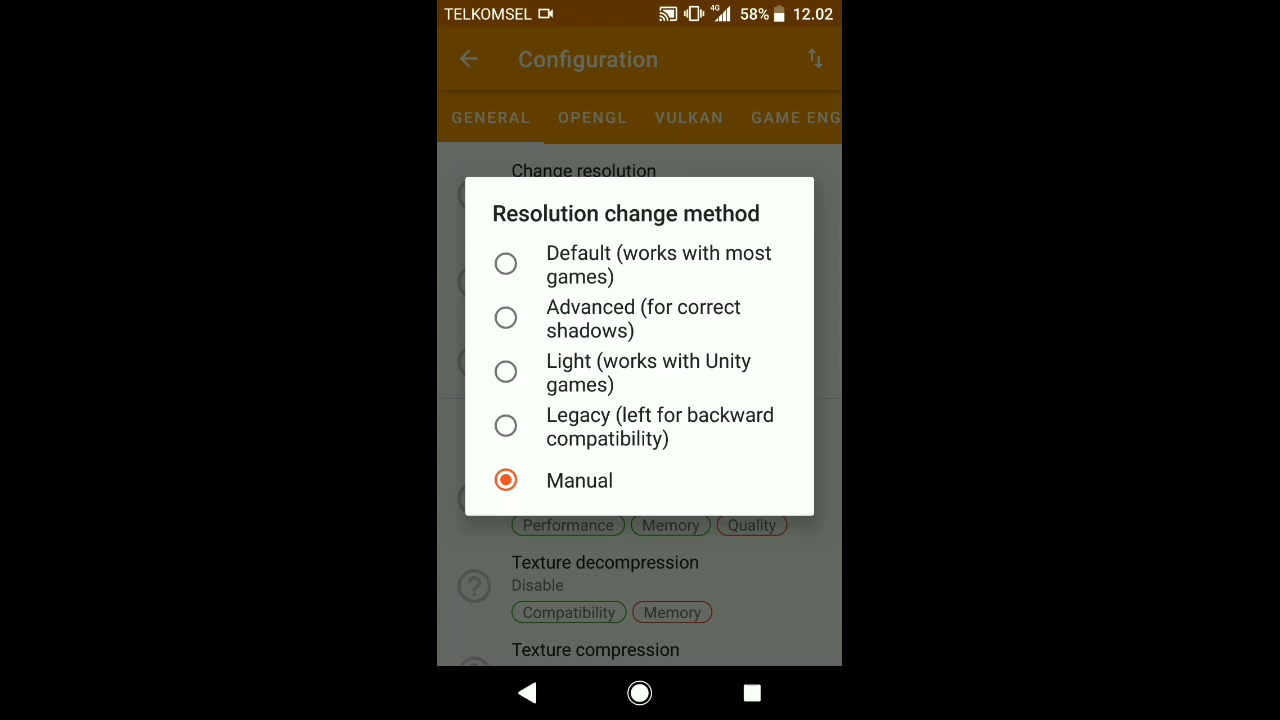 TELKOMSEL 4G 58% 12.02
Configuration
GENERAL OPENGL VULKAN GAME ENG
Change resolution
Resolution change method
Default (works with most
games)
Advanced (for correct
shadows)
Light (works with Unity
games)
Legacy (left for backward
compatibility)
Manual
Performance Memory Quality
Texture decompression
Disable
Compatibility Memory
Texture compression